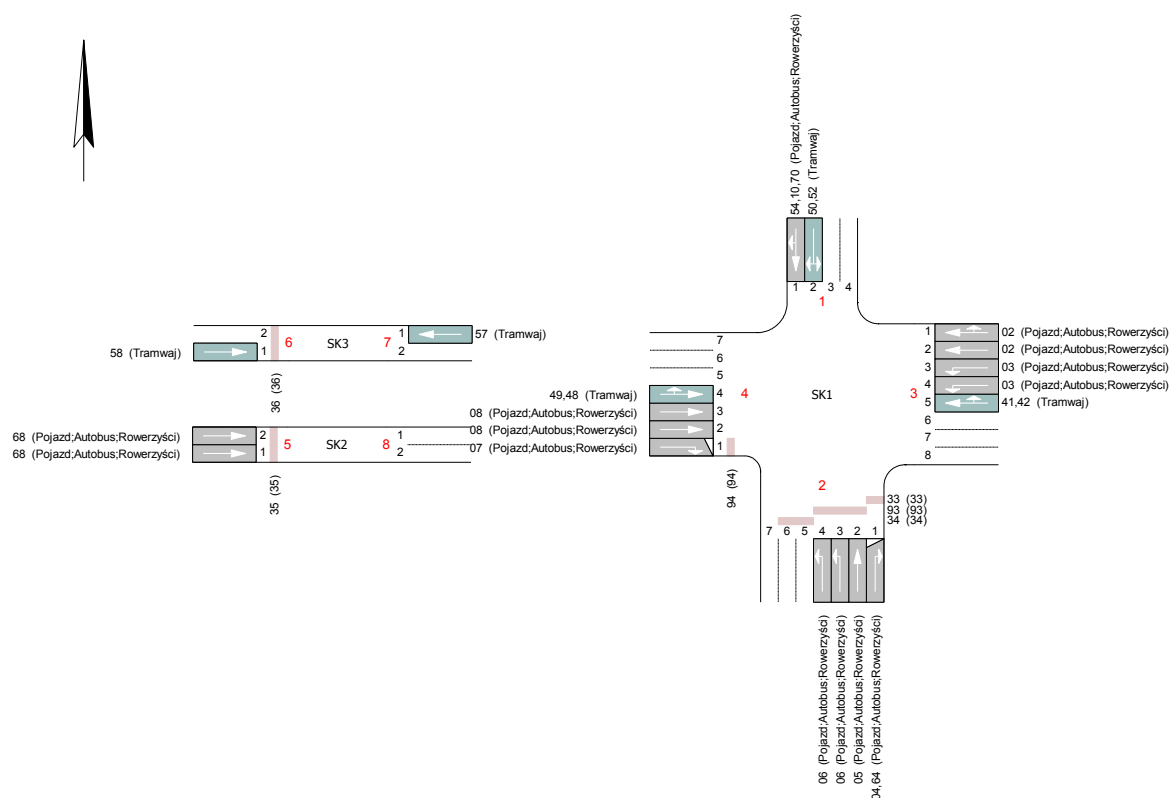 54,10,70 (Pojazd;Autobus;Rowerzyści)
50,52 (Tramwaj)
1 2 3 4
1
58 (Tramwaj)
2
1
6
SK3
7
1
2
57 (Tramwaj)
36 (36)
68 (Pojazd;Autobus;Rowerzyści)
68 (Pojazd;Autobus;Rowerzyści)
2
1
5
SK2
8
1
2
35 (35)
49,48 (Tramwaj)
08 (Pojazd;Autobus;Rowerzyści)
08 (Pojazd;Autobus;Rowerzyści)
07 (Pojazd;Autobus;Rowerzyści)
7
6
5
4
3
2
1
4
SK1
3
94 (94)
1
2
3
4
5
6
7
8
02 (Pojazd;Autobus;Rowerzyści)
02 (Pojazd;Autobus;Rowerzyści)
03 (Pojazd;Autobus;Rowerzyści)
03 (Pojazd;Autobus;Rowerzyści)
41,42 (Tramwaj)
2
33 (33)
93 (93)
34 (34)
7 6 5 4 3 2 1
06 (Pojazd;Autobus;Rowerzyści)
06 (Pojazd;Autobus;Rowerzyści)
05 (Pojazd;Autobus;Rowerzyści)
04,64 (Pojazd;Autobus;Rowerzyści)